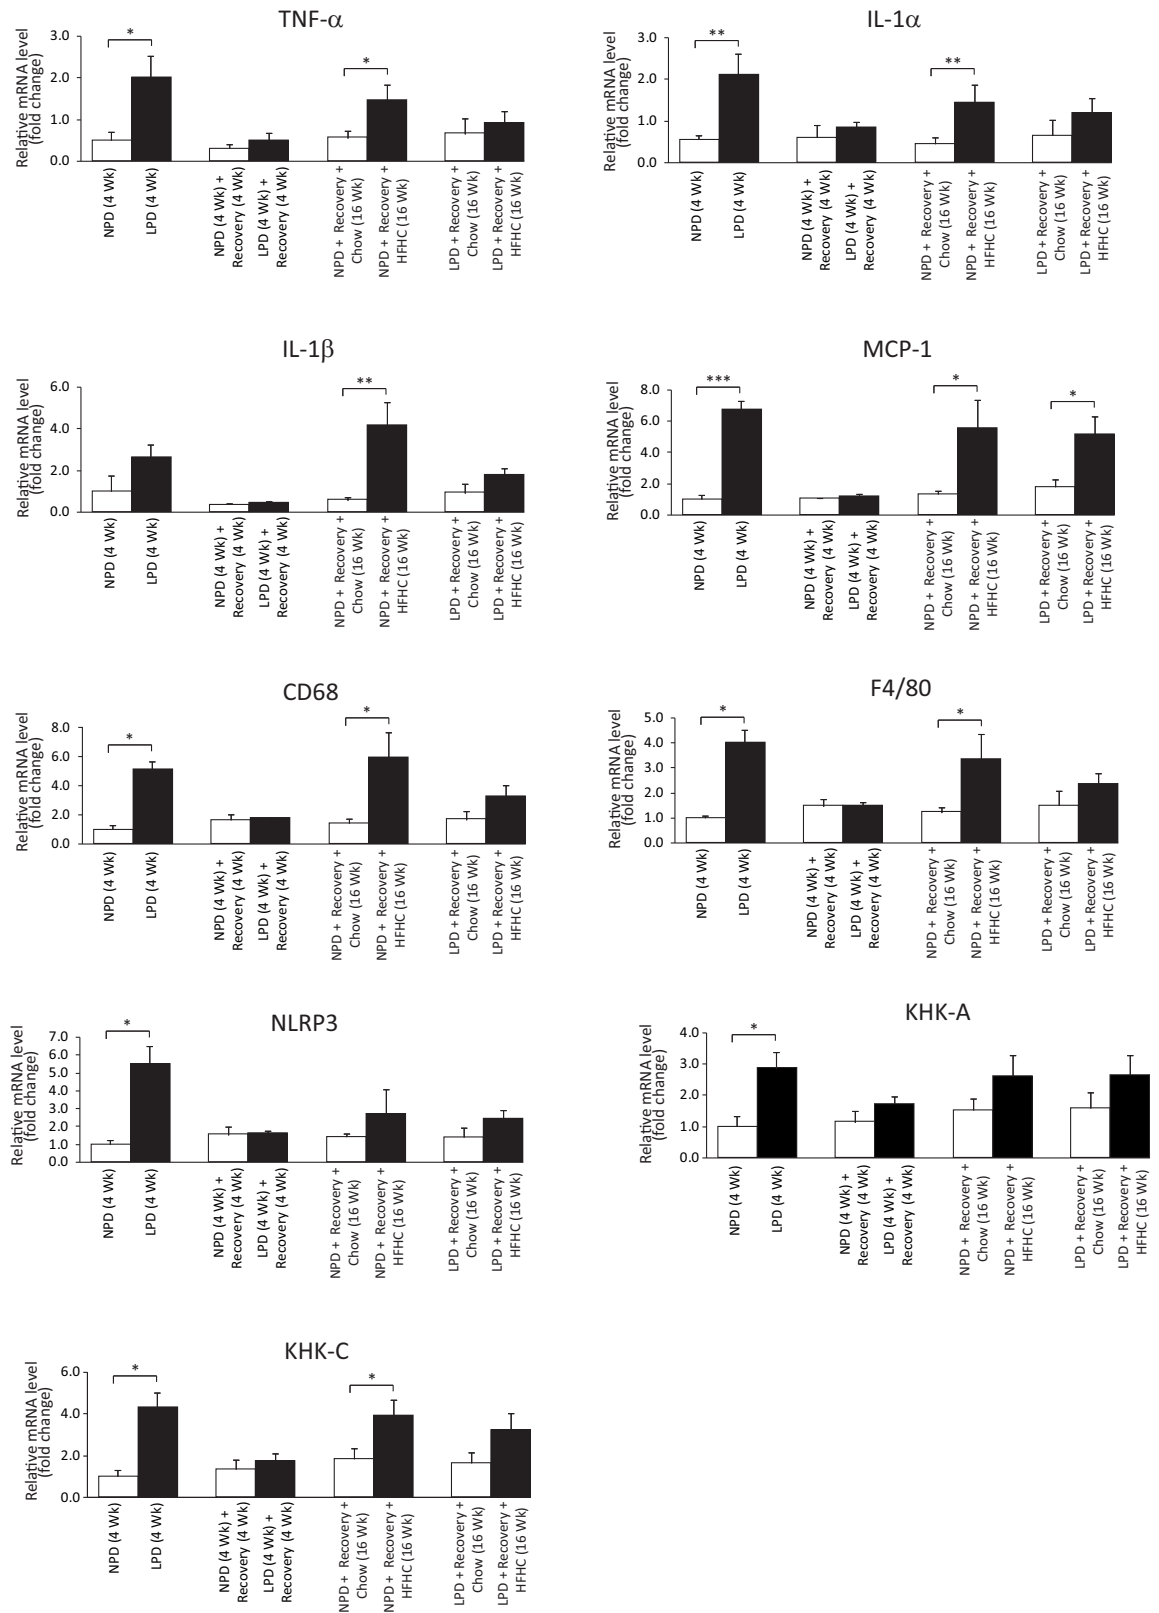 TNF-α
Relative mRNA level
(fold change)
3.0
2.0
1.0
0.0
*
*
NPD (4 Wk)
LPD (4 Wk)
NPD (4 Wk) +
Recovery (4 Wk)
LPD (4 Wk) +
Recovery (4 Wk)
NPD + Recovery +
Chow (16 Wk)
NPD + Recovery +
HFHC (16 Wk)
LPD + Recovery +
Chow (16 Wk)
LPD + Recovery +
HFHC (16 Wk)
IL-1α
Relative mRNA level
(fold change)
3.0
2.0
1.0
0.0
**
**
NPD (4 Wk)
LPD (4 Wk)
NPD (4 Wk) +
Recovery (4 Wk)
LPD (4 Wk) +
Recovery (4 Wk)
NPD + Recovery +
Chow (16 Wk)
NPD + Recovery +
HFHC (16 Wk)
LPD + Recovery +
Chow (16 Wk)
LPD + Recovery +
HFHC (16 Wk)
IL-1β
Relative mRNA level
(fold change)
6.0
4.0
2.0
0.0
**
NPD (4 Wk)
LPD (4 Wk)
NPD (4 Wk) +
Recovery (4 Wk)
LPD (4 Wk) +
Recovery (4 Wk)
NPD + Recovery +
Chow (16 Wk)
NPD + Recovery +
HFHC (16 Wk)
LPD + Recovery +
Chow (16 Wk)
LPD + Recovery +
HFHC (16 Wk)
MCP-1
Relative mRNA level
(fold change)
8.0
6.0
4.0
2.0
0.0
***
*
*
NPD (4 Wk)
LPD (4 Wk)
NPD (4 Wk) +
Recovery (4 Wk)
LPD (4 Wk) +
Recovery (4 Wk)
NPD + Recovery +
Chow (16 Wk)
NPD + Recovery +
HFHC (16 Wk)
LPD + Recovery +
Chow (16 Wk)
LPD + Recovery +
HFHC (16 Wk)
CD68
Relative mRNA level
(fold change)
8.0
6.0
4.0
2.0
0.0
*
*
NPD (4 Wk)
LPD (4 Wk)
NPD (4 Wk) +
Recovery (4 Wk)
LPD (4 Wk) +
Recovery (4 Wk)
NPD + Recovery +
Chow (16 Wk)
NPD + Recovery +
HFHC (16 Wk)
LPD + Recovery +
Chow (16 Wk)
LPD + Recovery +
HFHC (16 Wk)
F4/80
Relative mRNA level
(fold change)
5.0
4.0
3.0
2.0
1.0
0.0
*
*
NPD (4 Wk)
LPD (4 Wk)
NPD (4 Wk) +
Recovery (4 Wk)
LPD (4 Wk) +
Recovery (4 Wk)
NPD + Recovery +
Chow (16 Wk)
NPD + Recovery +
HFHC (16 Wk)
LPD + Recovery +
Chow (16 Wk)
LPD + Recovery +
HFHC (16 Wk)
NLRP3
Relative mRNA level
(fold change)
7.0
6.0
5.0
4.0
3.0
2.0
1.0
0.0
*
NPD (4 Wk)
LPD (4 Wk)
NPD (4 Wk) +
Recovery (4 Wk)
LPD (4 Wk) +
Recovery (4 Wk)
NPD + Recovery +
Chow (16 Wk)
NPD + Recovery +
HFHC (16 Wk)
LPD + Recovery +
Chow (16 Wk)
LPD + Recovery +
HFHC (16 Wk)
KHK-A
Relative mRNA level
(fold change)
4.0
3.0
2.0
1.0
0.0
*
NPD (4 Wk)
LPD (4 Wk)
NPD (4 Wk) +
Recovery (4 Wk)
LPD (4 Wk) +
Recovery (4 Wk)
NPD + Recovery +
Chow (16 Wk)
NPD + Recovery +
HFHC (16 Wk)
LPD + Recovery +
Chow (16 Wk)
LPD + Recovery +
HFHC (16 Wk)
KHK-C
Relative mRNA level
(fold change)
6.0
4.0
2.0
0.0
*
*
NPD (4 Wk)
LPD (4 Wk)
NPD (4 Wk) +
Recovery (4 Wk)
LPD (4 Wk) +
Recovery (4 Wk)
NPD + Recovery +
Chow (16 Wk)
NPD + Recovery +
HFHC (16 Wk)
LPD + Recovery +
Chow (16 Wk)
LPD + Recovery +
HFHC (16 Wk)